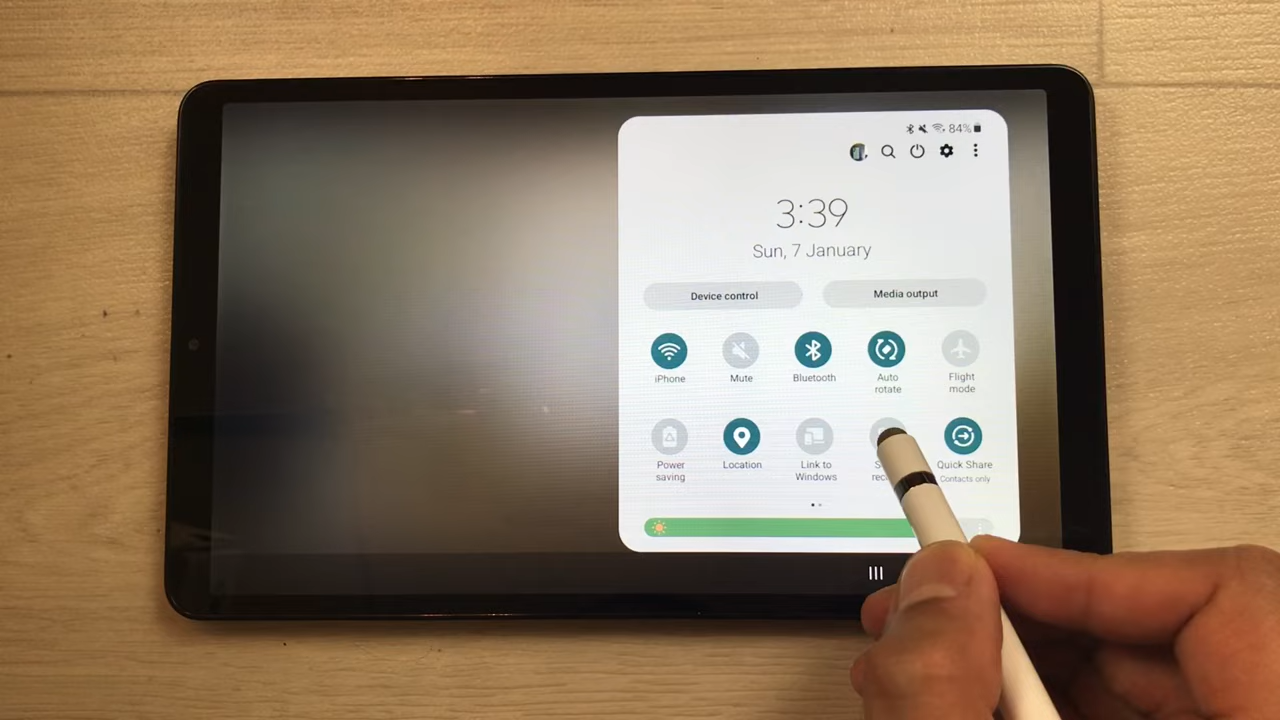 84%
3:39
Sun, 7 January
Device control
Media output
iPhone
Mute
Bluetooth
Auto
rotate
Flight
mode
Power
saving
Location
Link to
Windows
Quick Share
Contacts only